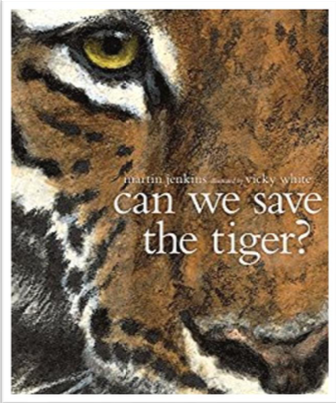 martin jenkins illustrated by vicky white
can we save
the tiger?